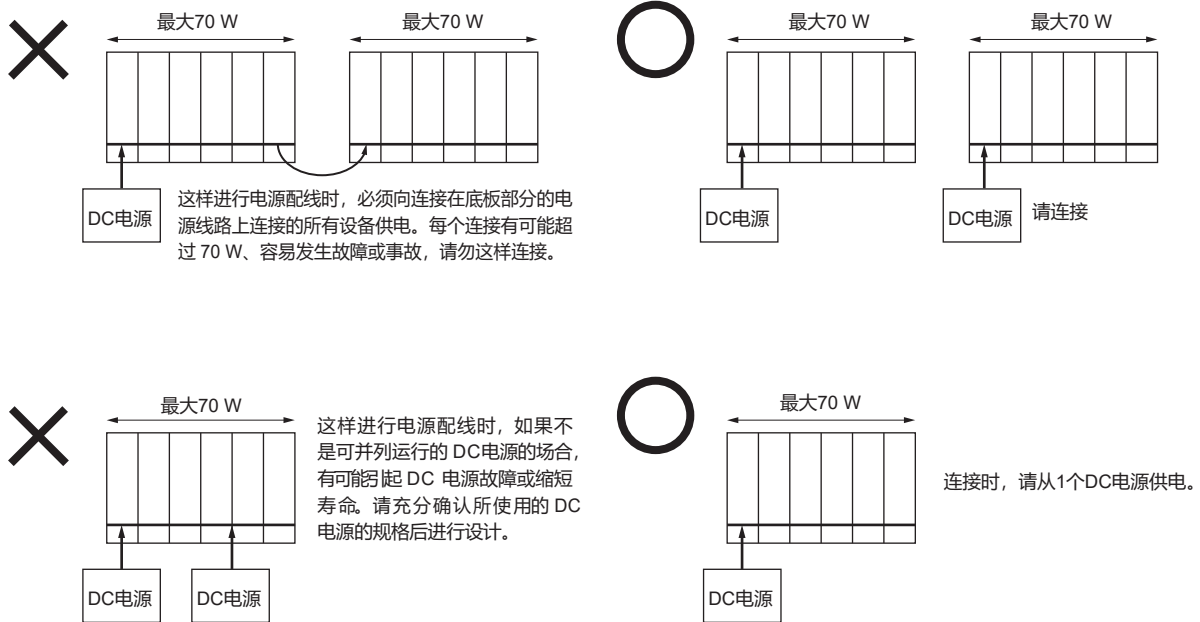 最大70 W
最大70 W
DC电源
这样进行电源配线时，必须向连接在底板部分的电
源线路上连接的所有设备供电。每个连接有可能超
过 70 W、容易发生故障或事故，请勿这样连接。
最大70 W
最大70 W
DC电源
DC电源
请连接
最大70 W
这样进行电源配线时，如果不
是可并列运行的 DC电源的场合，
有可能引起 DC 电源故障或缩短
寿命。请充分确认所使用的 DC
电源的规格后进行设计。
DC电源
DC电源
最大70 W
连接时，请从1个DC电源供电。
DC电源